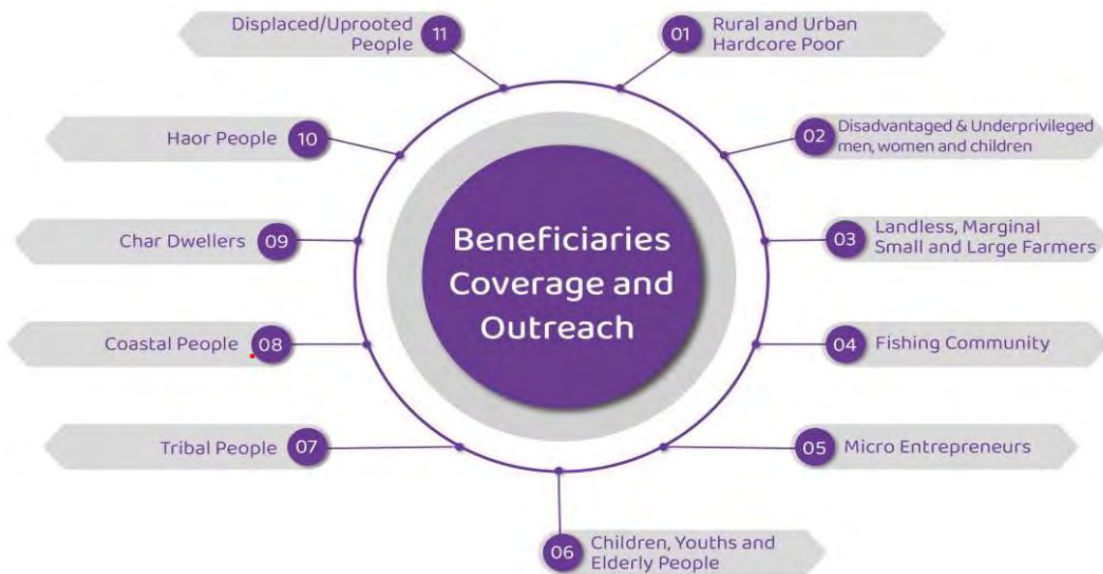 Beneficiaries
Coverage and
Outreach
01
Rural and Urban
Hardcore Poor
02
Disadvantaged & Underprivileged
men, women and children
03
Landless, Marginal
Small and Large Farmers
04
Fishing Community
05
Micro Entrepreneurs
06
Children, Youths and
Elderly People
07
Tribal People
08
Coastal People
09
Char Dwellers
10
Haor People
11
Displaced/Uprooted
People